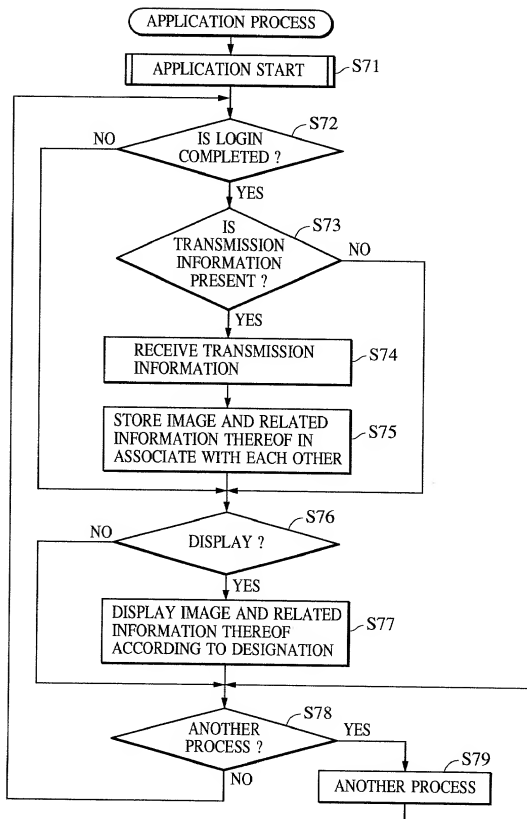 APPLICATION PROCESS
APPLICATION START
S71
S72
NO
IS LOGIN
COMPLETED ?
YES
S73
IS
TRANSMISSION
INFORMATION
PRESENT ?
NO
YES
S74
RECEIVE TRANSMISSION
INFORMATION
S75
STORE IMAGE AND RELATED
INFORMATION THEREOF IN
ASSOCIATE WITH EACH OTHER
S76
NO
DISPLAY ?
YES
S77
DISPLAY IMAGE AND RELATED
INFORMATION THEREOF
ACCORDING TO DESIGNATION
S78
ANOTHER
PROCESS ?
YES
NO
S79
ANOTHER PROCESS